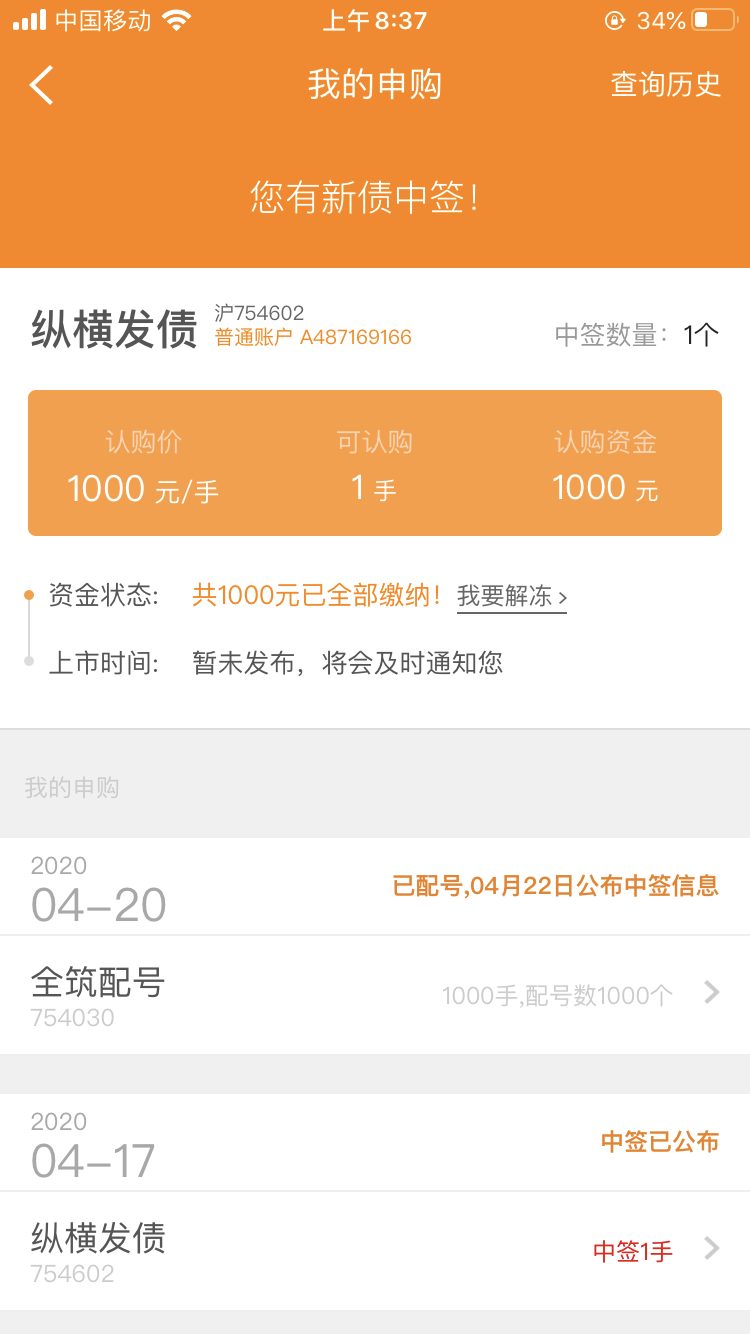 中国移动 上午8:37 34%
我的申购 查询历史
您有新债中签！
纵横发债 沪754602
普通账户 A487169166
中签数量：1个
认购价 可认购 认购资金
1000 元/手 1 手 1000 元
资金状态: 共1000元已全部缴纳！ 我要解冻 ›
上市时间: 暂未发布，将会及时通知您
我的申购
2020
04-20 已配号,04月22日公布中签信息
全筑配号
754030 1000手,配号数1000个
2020
04-17 中签已公布
纵横发债
754602 中签1手